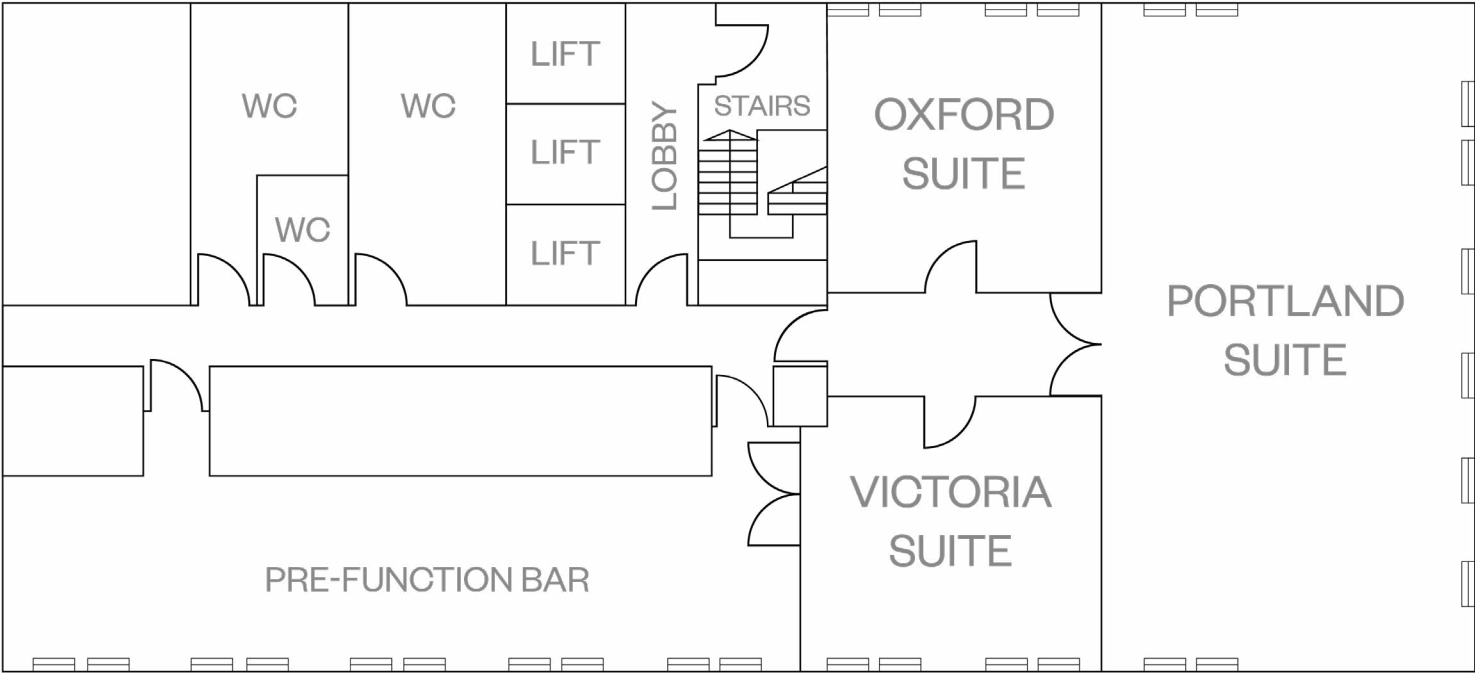 WC
WC
WC
LIFT
LIFT
LIFT
LOBBY
STAIRS
OXFORD
SUITE
PORTLAND
SUITE
VICTORIA
SUITE
PRE-FUNCTION BAR